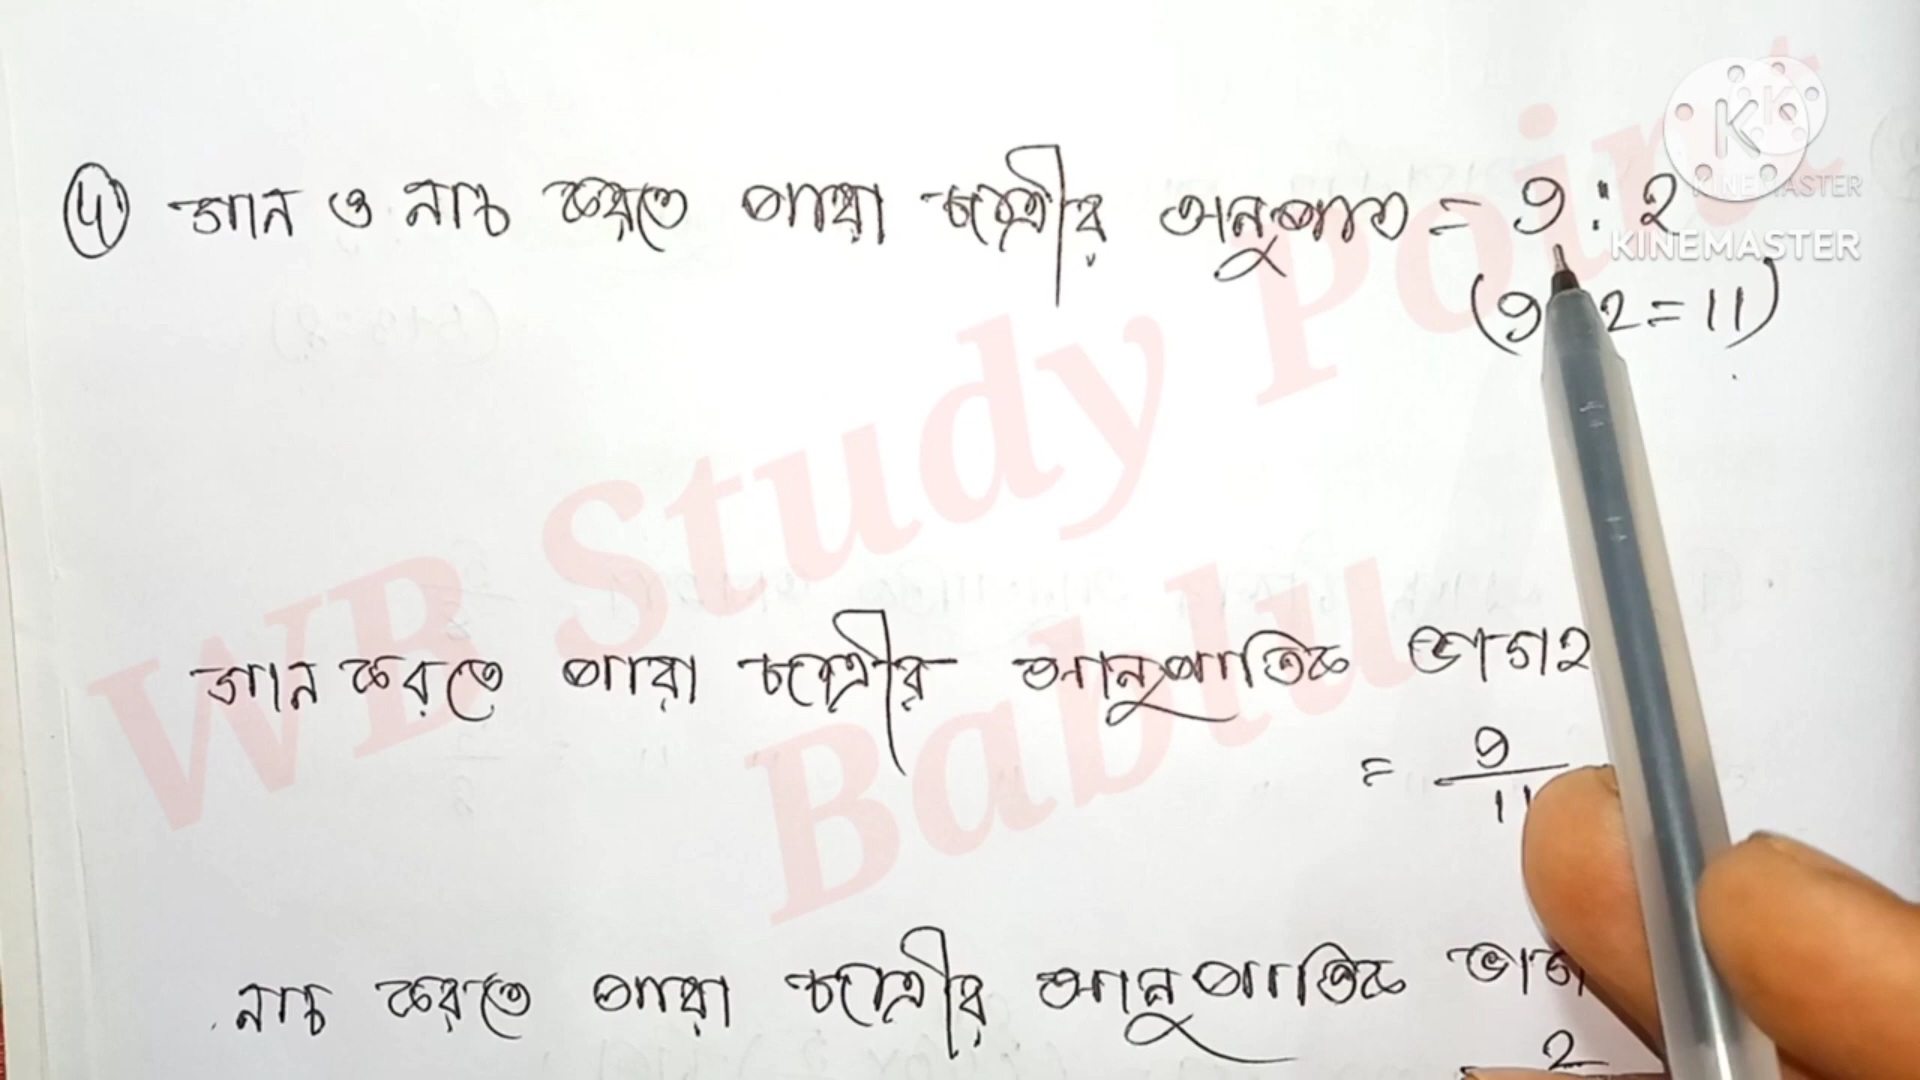 ④ গান ও নাচ করতে পারা ছাত্রীর অনুপাত = 9 : 2
(9 2 = 11)
গান করতে পারা ছাত্রীর আনুপাতিক ভাগহ
= 9/11
নাচ করতে পারা ছাত্রীর আনুপাতিক ভাগ
2
WB Study Point
Bablu
KINEMASTER
KINEMASTER